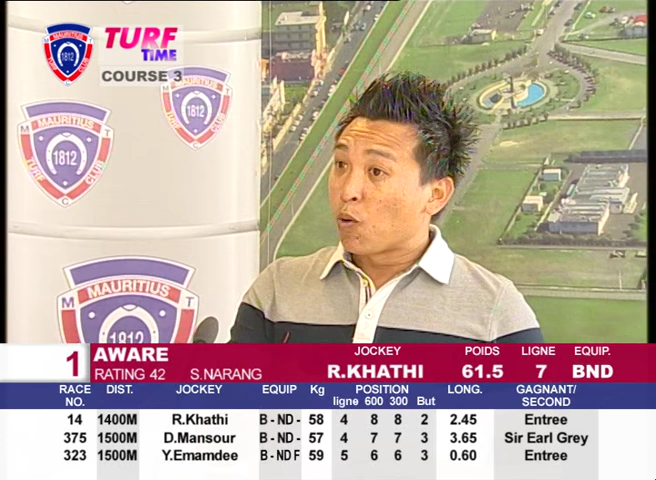 MAURITIUS
1812
TURF
CLUB
TURF
TIME
COURSE 3
MAURITIUS
TURF
1812
CLUB
M T C
MAURITIUS
1812
M T
MAURITIUS
1812
1 AWARE JOCKEY POIDS LIGNE EQUIP.
RATING 42 S.NARANG R.KHATHI 61.5 7 BND
RACE NO. DIST. JOCKEY EQUIP Kg POSITION ligne 600 300 But LONG. GAGNANT/ SECOND
14 1400M R.Khathi B - ND - 58 4 8 8 2 2.45 Entree
375 1500M D.Mansour B - ND - 57 4 7 7 3 3.65 Sir Earl Grey
323 1500M Y.Emamdee B - ND F 59 5 6 6 3 0.60 Entree